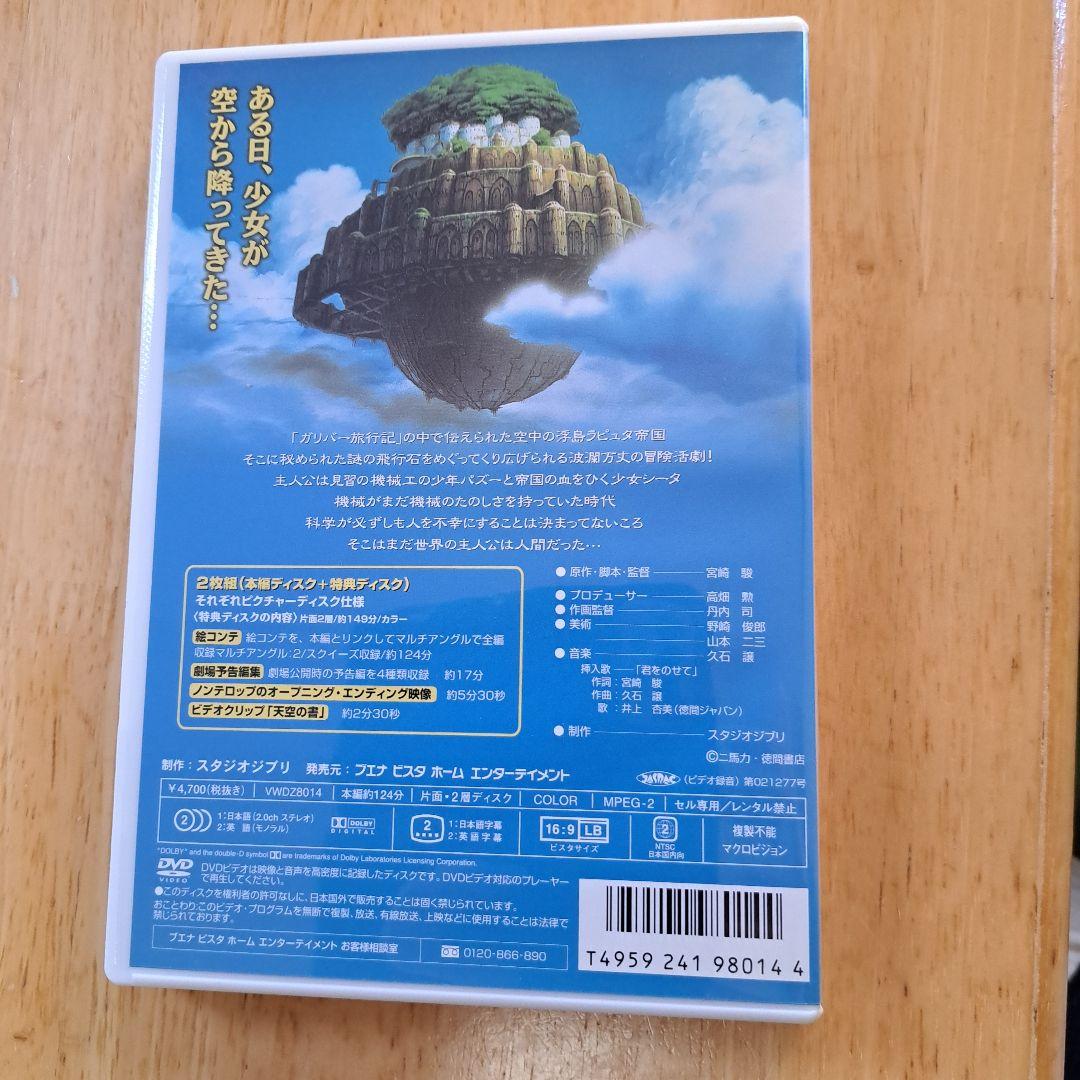 ある日、少女が
空から降ってきた…
「ガリバー旅行記」の中で伝えられた空中の浮島ラピュタ帝国
そこに秘められた謎の飛行石をめぐってくり広げられる波瀾万丈の冒険活劇!
主人公は見習の機械工の少年パズーと帝国の血をひく少女シータ
機械がまだ機械のたのしさを持っていた時代
科学が必ずしも人を不幸にすることは決まってないころ
そこはまだ世界の主人公は人間だった…
2枚組(本編ディスク+特典ディスク)
それぞれピクチャーディスク仕様
〈特典ディスクの内容〉片面2層/約149分/カラー
絵コンテ 絵コンテを、本編とリンクしてマルチアングルで全編
収録マルチアングル:2/スクイーズ収録/約124分
劇場予告編集 劇場公開時の予告編を4種類収録 約17分
ノンテロップのオープニング・エンディング映像 約5分30秒
ビデオクリップ「天空の書」 約2分30秒
●原作・脚本・監督 宮崎 駿
●プロデューサー 高畑 勲
●作画監督 丹内 司
●美術 野崎 俊郎
山本 二三
●音楽 久石 譲
挿入歌―「君をのせて」
作詞:宮崎 駿
作曲:久石 譲
歌:井上 杏美(徳間ジャパン)
●制作 スタジオジブリ
©二馬力・徳間書店
制作:スタジオジブリ 発売元:ブエナ ビスタ ホーム エンターテイメント
JASRAC (ビデオ録音)第021277号
¥4,700(税抜き) VWDZ8014 本編約124分 片面・2層ディスク COLOR MPEG-2 セル専用/レンタル禁止
2 1:日本語(2.0ch ステレオ)
2:英 語(モノラル)
DOLBY
DIGITAL
2 1:日本語字幕
2:英語字幕
16:9 LB
ビスタサイズ
2
NTSC
日本国内向
複製不能
マクロビジョン
"DOLBY" and the double-D symbol are trademarks of Dolby Laboratories Licensing Corporation.
DVD
VIDEO
DVDビデオは映像と音声を高密度に記録したディスクです。DVDビデオ対応のプレーヤー
で再生してください。
●このディスクを権利者の許可なしに、日本国外で販売することは固く禁じられています。
おことわり:このビデオ・プログラムを無断で複製、放送、有線放送、上映などに使用することは法律で
禁じられております。
ブエナ ビスタ ホーム エンターテイメント お客様相談室 0120-866-890
T4959 241 98014 4